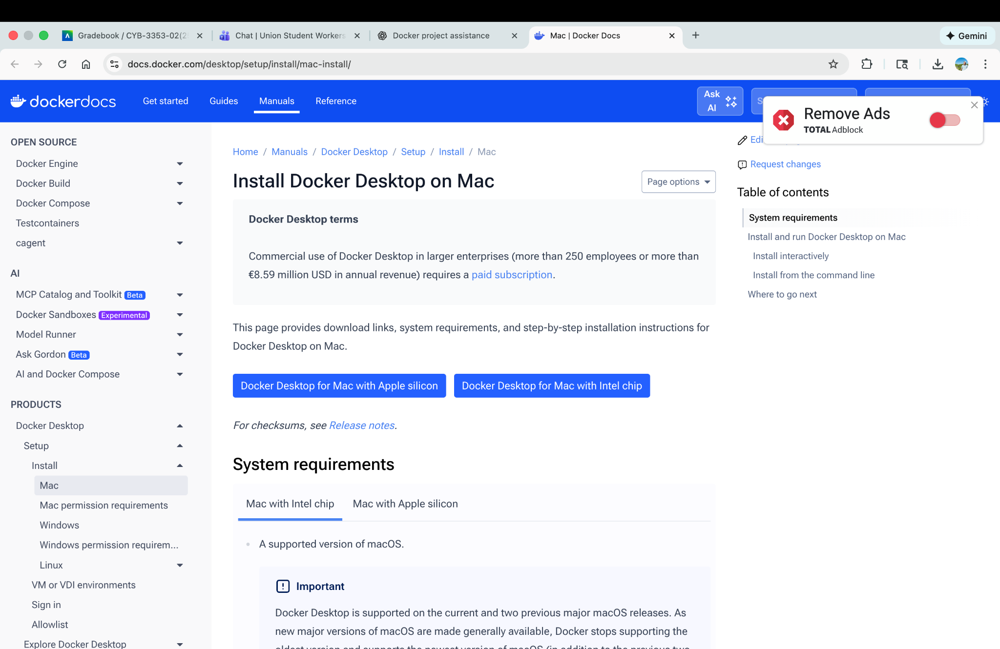 Gradebook / CYB-3353-02(2
Chat | Union Student Workers
Docker project assistance
Mac | Docker Docs
Gemini
docs.docker.com/desktop/setup/install/mac-install/
dockerdocs
Get started
Guides
Manuals
Reference
Ask
AI
S
Remove Ads
TOTAL Adblock
OPEN SOURCE
Docker Engine
Docker Build
Docker Compose
Testcontainers
cagent
AI
MCP Catalog and Toolkit Beta
Docker Sandboxes Experimental
Model Runner
Ask Gordon Beta
AI and Docker Compose
PRODUCTS
Docker Desktop
Setup
Install
Mac
Mac permission requirements
Windows
Windows permission requirem...
Linux
VM or VDI environments
Sign in
Allowlist
Explore Docker Desktop
Home / Manuals / Docker Desktop / Setup / Install / Mac
Install Docker Desktop on Mac
Page options
Docker Desktop terms
Commercial use of Docker Desktop in larger enterprises (more than 250 employees or more than
€8.59 million USD in annual revenue) requires a paid subscription.
This page provides download links, system requirements, and step-by-step installation instructions for
Docker Desktop on Mac.
Docker Desktop for Mac with Apple silicon
Docker Desktop for Mac with Intel chip
For checksums, see Release notes.
System requirements
Mac with Intel chip
Mac with Apple silicon
A supported version of macOS.
Important
Docker Desktop is supported on the current and two previous major macOS releases. As
new major versions of macOS are made generally available, Docker stops supporting the
oldest version and supports the newest version of macOS (in addition to the previous two
Edi
Request changes
Table of contents
System requirements
Install and run Docker Desktop on Mac
Install interactively
Install from the command line
Where to go next